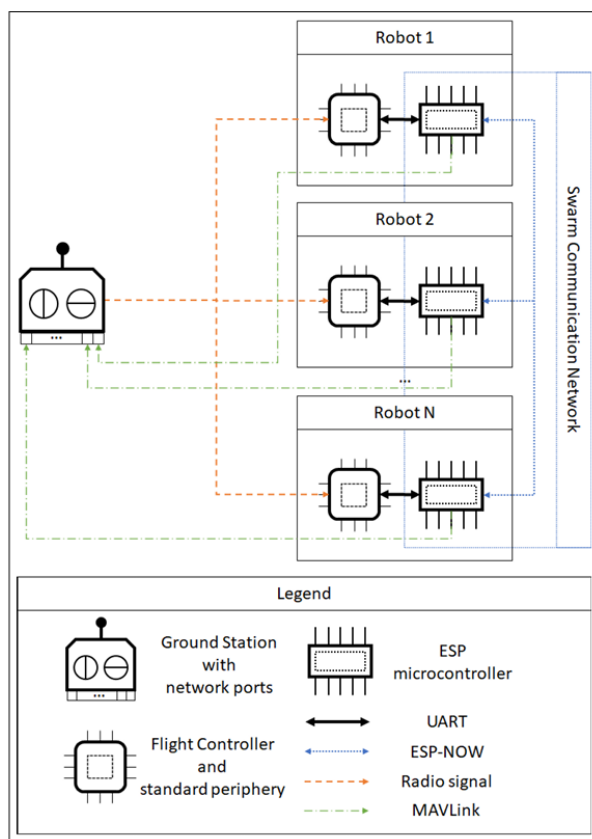 Robot 1
Robot 2
...
...
Robot N
Swarm Communication Network
Legend
Ground Station
with
network ports
...
ESP
microcontroller
Flight Controller
and
standard periphery
UART
ESP-NOW
Radio signal
MAVLink